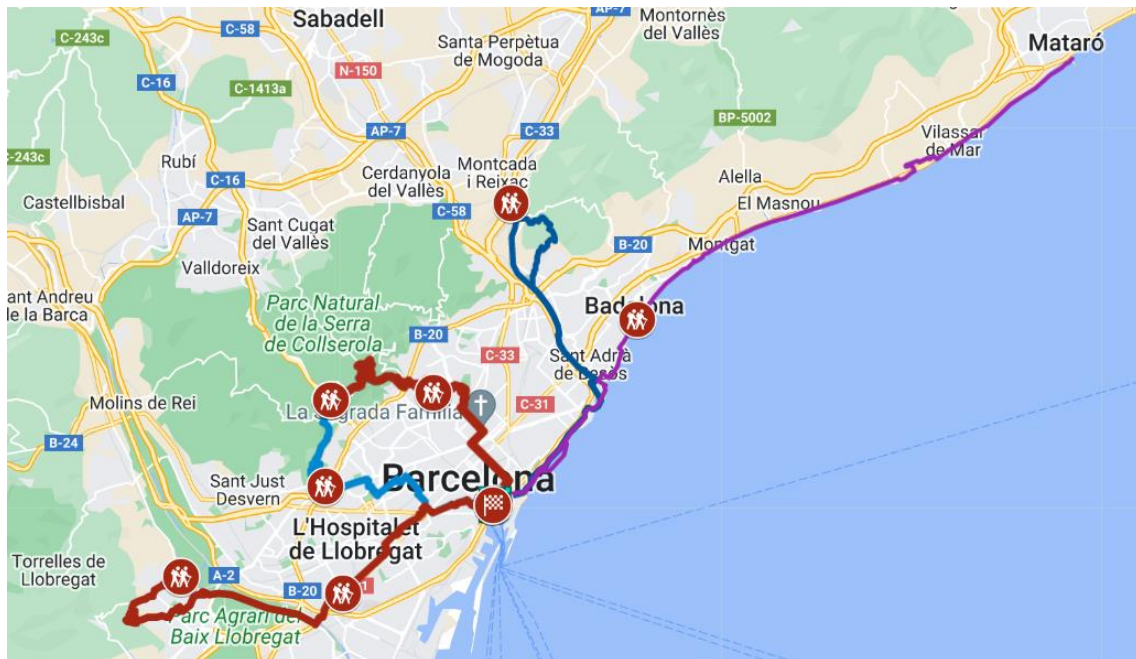 Sabadell
Montornès
del Vallès
AP-7
C-243c
C-58
Santa Perpètua
de Mogoda
Mataró
N-150
C-16
C-1413a
C-33
BP-5002
AP-7
Vilassar
de Mar
C-243c
Rubí
Cerdanyola
del Vallès
Montcada
i Reixac
C-16
Alella
Castellbisbal
El Masnou
AP-7
C-58
Sant Cugat
del Vallès
B-20
Montgat
Valldoreix
Sant Andreu
de la Barca
Parc Natural
de la Serra
de Collserola
Badalona
B-20
C-33
Sant Adrià
de Besòs
Molins de Rei
La Sagrada Família
C-31
B-24
Sant Just
Desvern
Barcelona
L'Hospitalet
de Llobregat
Torrelles de
Llobregat
A-2
B-20
Parc Agrari del
Baix Llobregat